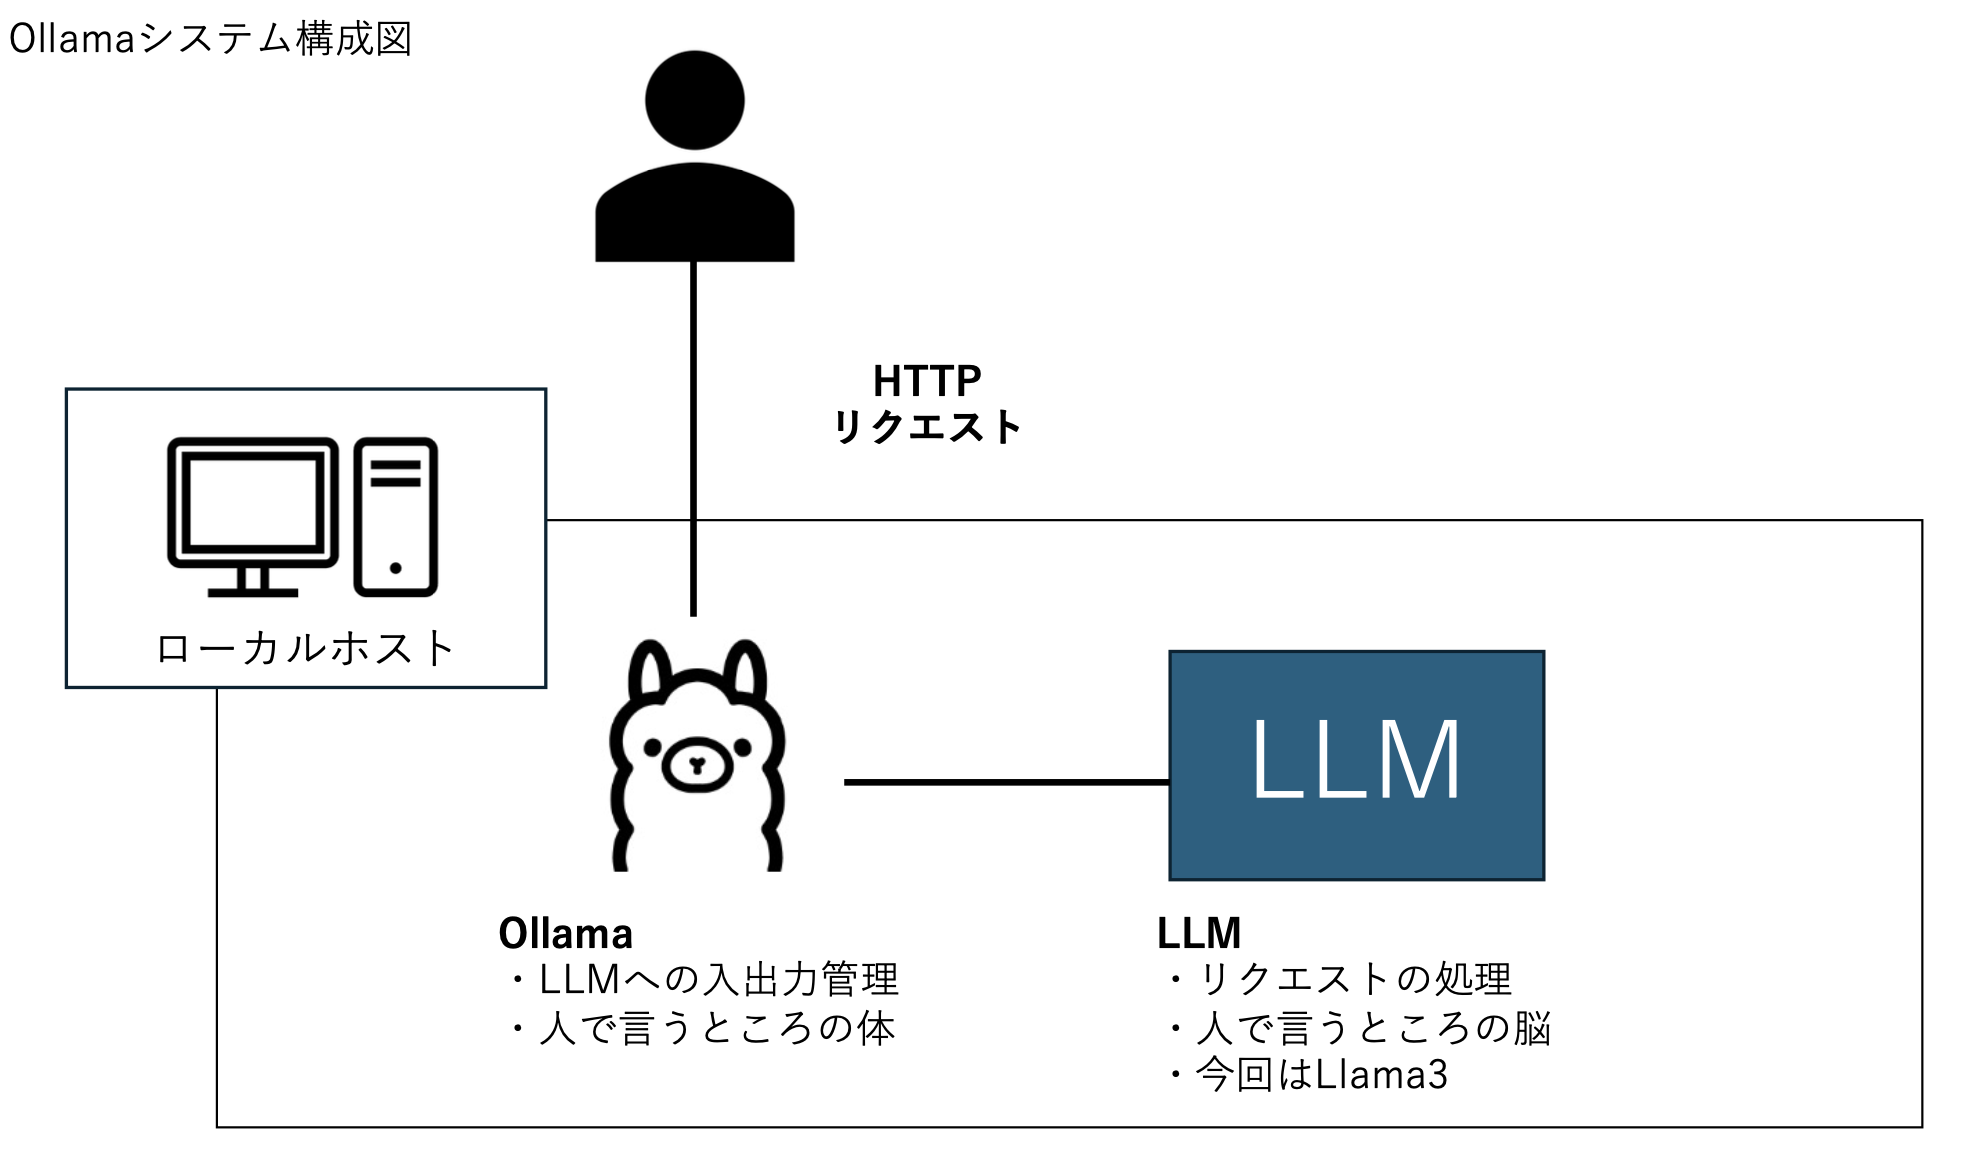 Ollamaシステム構成図
HTTP
リクエスト
ローカルホスト
LLM
Ollama
・LLMへの入出力管理
・人で言うところの体
LLM
・リクエストの処理
・人で言うところの脳
・今回はLlama3